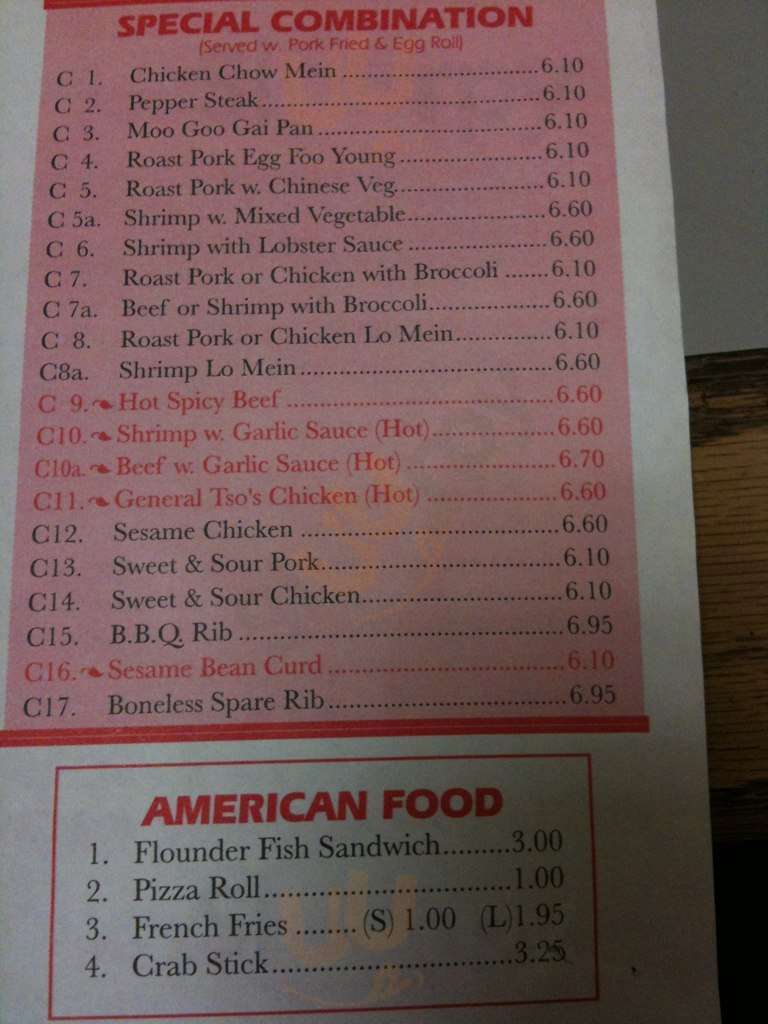 SPECIAL COMBINATION
(Served w. Pork Fried & Egg Roll)
C 1. Chicken Chow Mein ..............................6.10
C 2. Pepper Steak..........................................6.10
C 3. Moo Goo Gai Pan ..................................6.10
C 4. Roast Pork Egg Foo Young......................6.10
C 5. Roast Pork w. Chinese Veg.......................6.10
C 5a. Shrimp w. Mixed Vegetable.....................6.60
C 6. Shrimp with Lobster Sauce .....................6.60
C 7. Roast Pork or Chicken with Broccoli .......6.10
C 7a. Beef or Shrimp with Broccoli..................6.60
C 8. Roast Pork or Chicken Lo Mein..............6.10
C8a. Shrimp Lo Mein .....................................6.60
C 9. Hot Spicy Beef .......................................6.60
C10. Shrimp w. Garlic Sauce (Hot)..................6.60
C10a. Beef w. Garlic Sauce (Hot) ......................6.70
C11. General Tso's Chicken (Hot) ...................6.60
C12. Sesame Chicken .....................................6.60
C13. Sweet & Sour Pork..................................6.10
C14. Sweet & Sour Chicken.............................6.10
C15. B.B.Q. Rib ..............................................6.95
C16. Sesame Bean Curd ..................................6.10
C17. Boneless Spare Rib..................................6.95
AMERICAN FOOD
1. Flounder Fish Sandwich.........3.00
2. Pizza Roll................................1.00
3. French Fries ........(S) 1.00 (L)1.95
4. Crab Stick...............................3.25